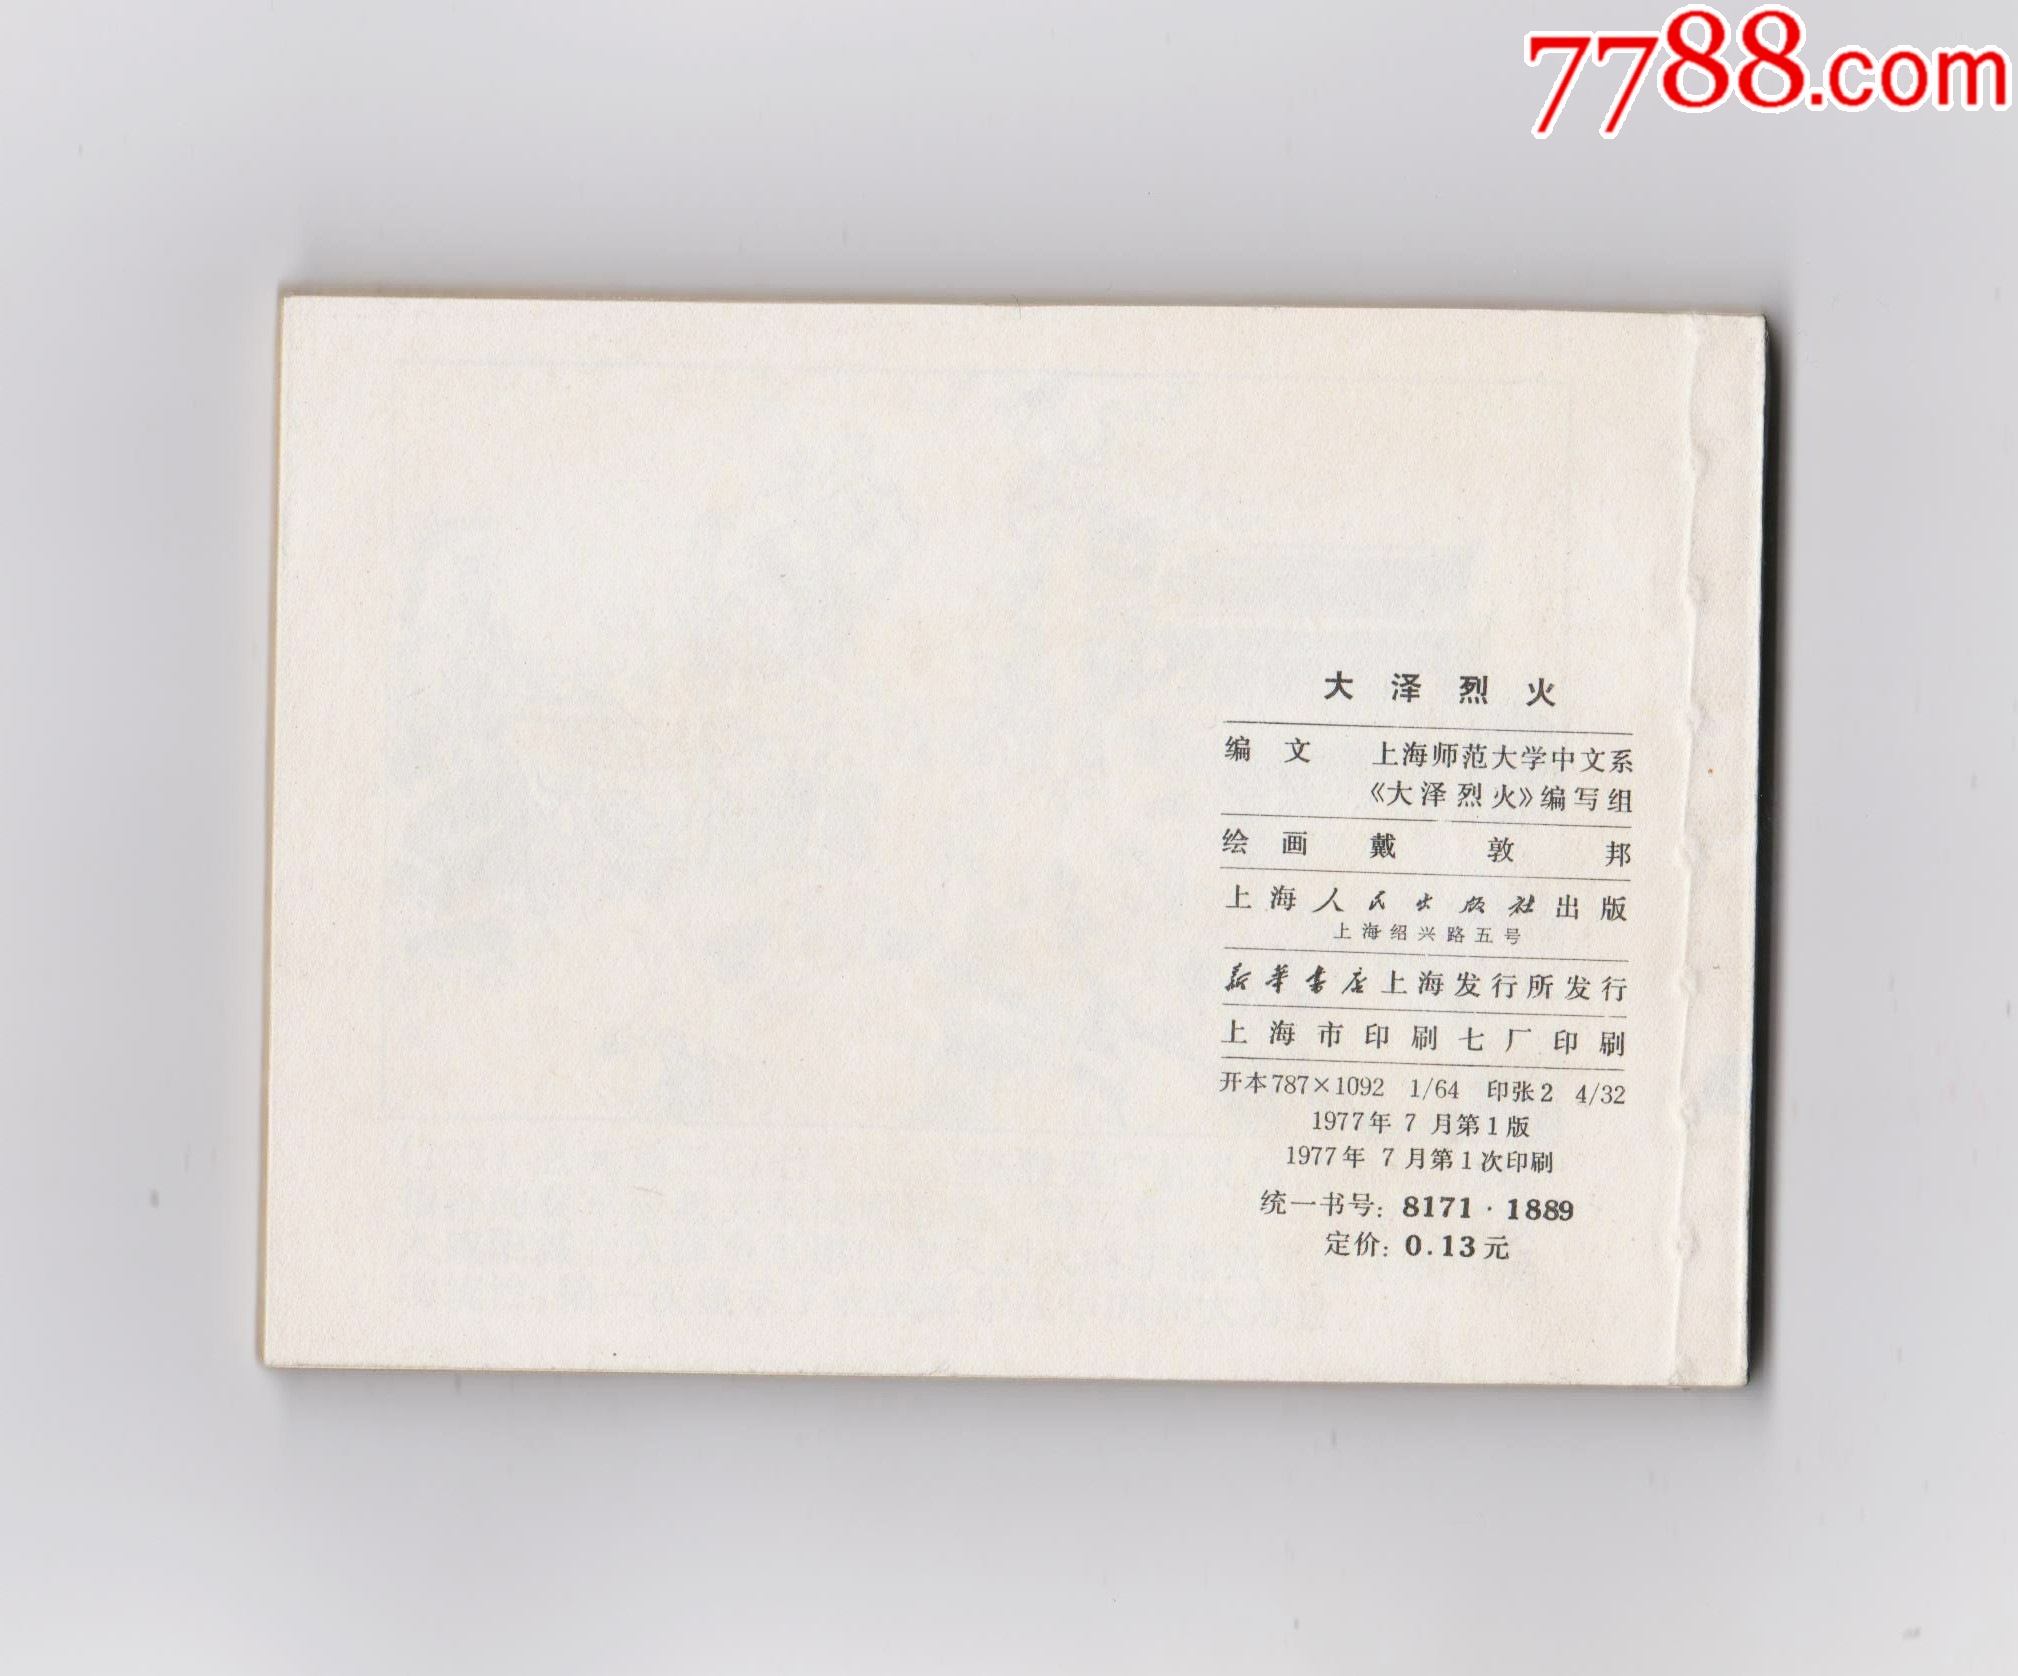 7788.com
大泽烈火
编文 上海师范大学中文系
《大泽烈火》编写组
绘画 戴敦邦
上海人民出版社出版
上海绍兴路五号
新华书店上海发行所发行
上海市印刷七厂印刷
开本787×1092 1/64 印张2 4/32
1977年7月第1版
1977年7月第1次印刷
统一书号：8171·1889
定价：0.13元